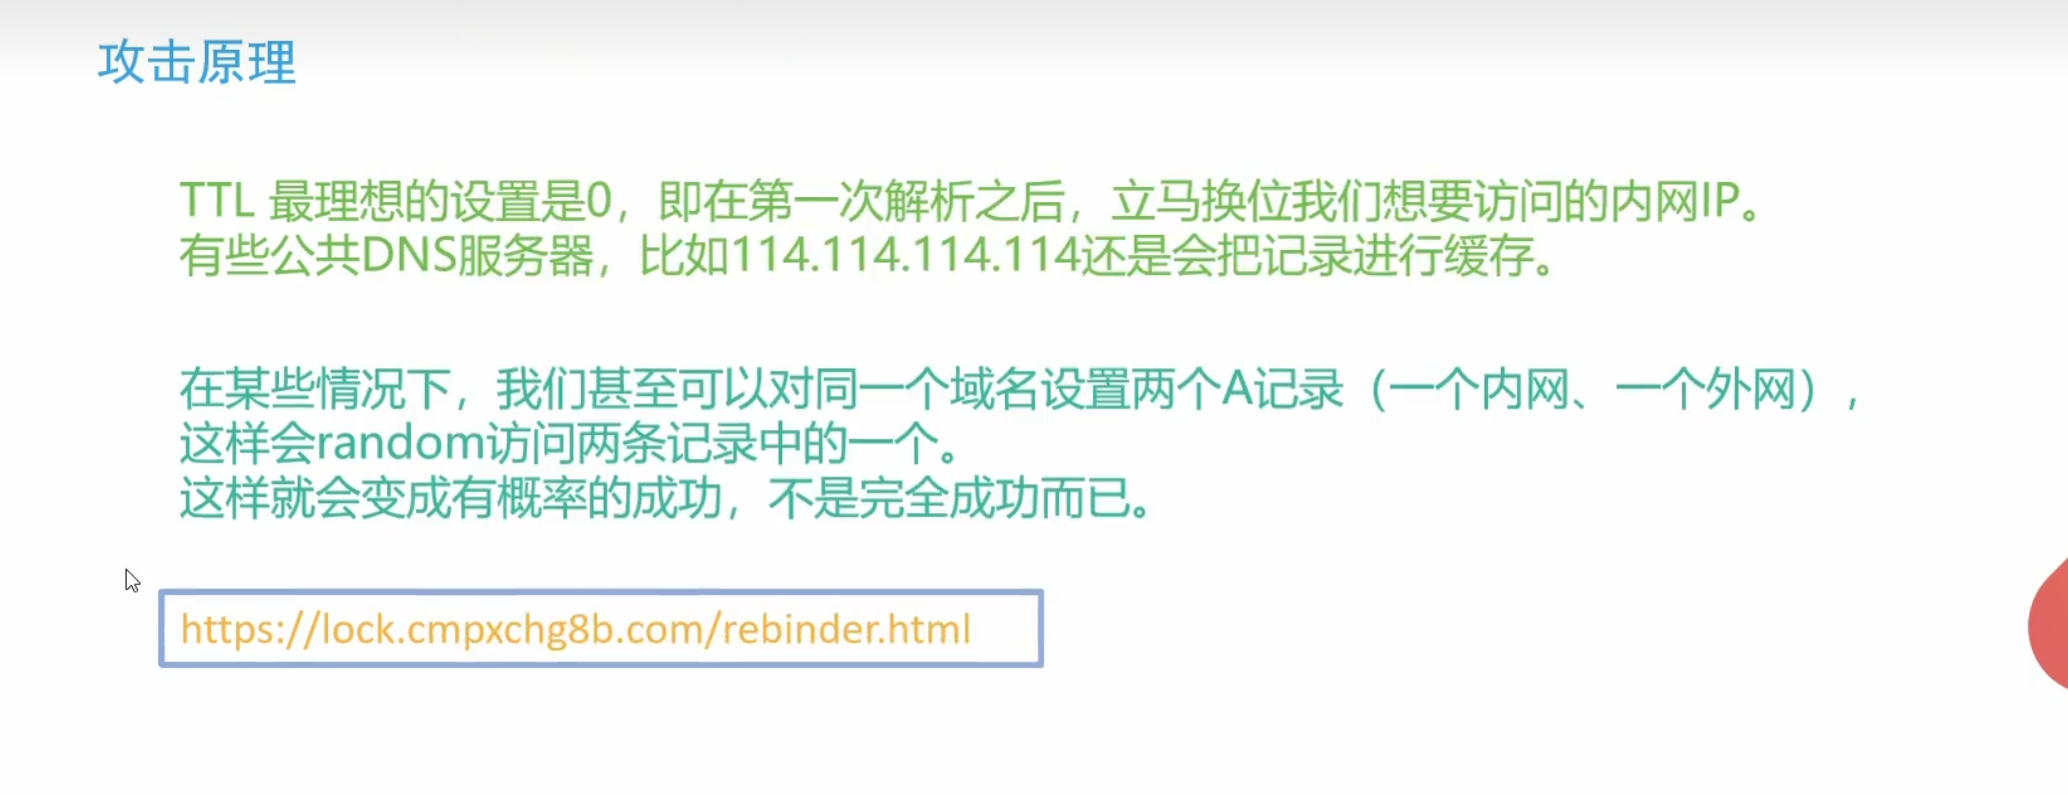 攻击原理
TTL 最理想的设置是0，即在第一次解析之后，立马换位我们想要访问的内网IP。
有些公共DNS服务器，比如114.114.114.114还是会把记录进行缓存。
在某些情况下，我们甚至可以对同一个域名设置两个A记录（一个内网、一个外网），
这样会random访问两条记录中的一个。
这样就会变成有概率的成功，不是完全成功而已。
https://lock.cmpxchg8b.com/rebinder.html